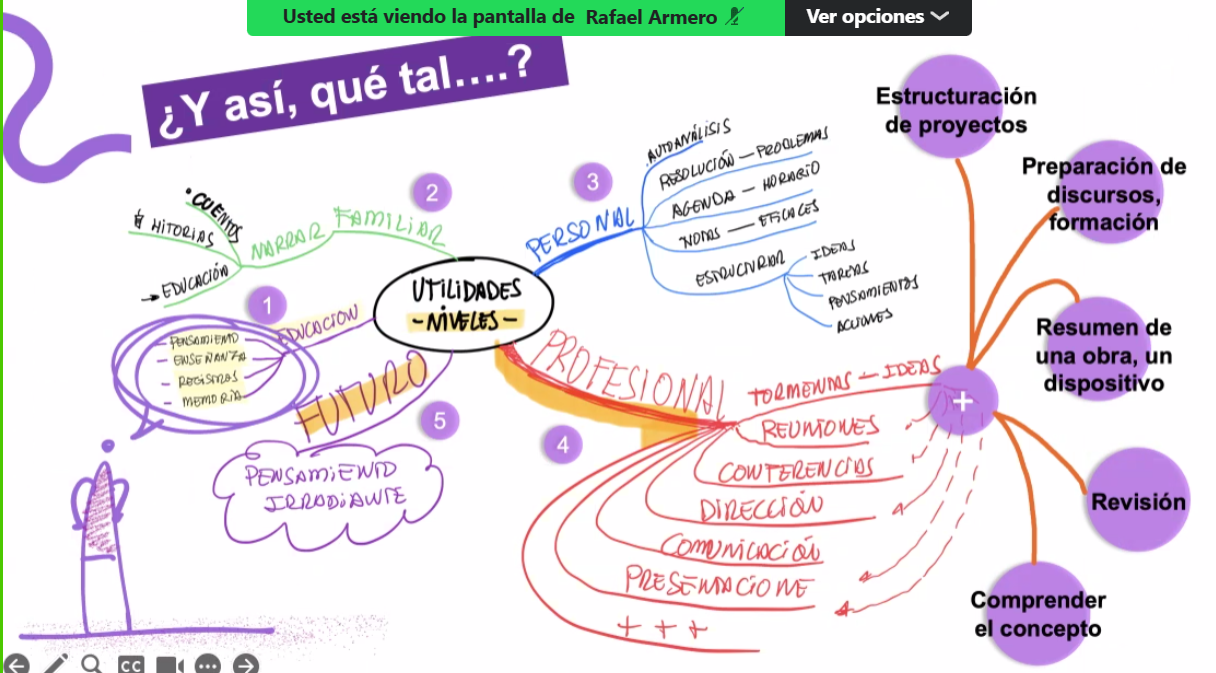 Usted está viendo la pantalla de Rafael Armero
Ver opciones
¿Y así, qué tal....?
UTILIDADES
-NIVELES-
1
EDUCACION
- PENSAMIENTO
- ENSEÑANZA
- REGISTROS
- MEMORIA
2
FAMILIAR
NARRAR
• CUENTOS
HITORIAS
→ EDUCACIÓN
3
PERSONAL
AUTOANÁLISIS
RESOLUCIÓN - PROBLEMAS
AGENDA - HORARIO
NOTAS - EFICACES
ESTRUCTURAR
IDEAS
TAREAS
PENSAMIENTOS
ACCIONES
4
PROFESIONAL
TORMENTAS - IDEAS
REUNIONES
CONFERENCIAS
DIRECCIÓN
COMUNICACIÓN
PRESENTACIONE
+ + +
5
FUTURO
PENSAMIENTO
IRRADIANTE
+
Estructuración
de proyectos
Preparación de
discursos,
formación
Resumen de
una obra, un
dispositivo
Revisión
Comprender
el concepto
CC